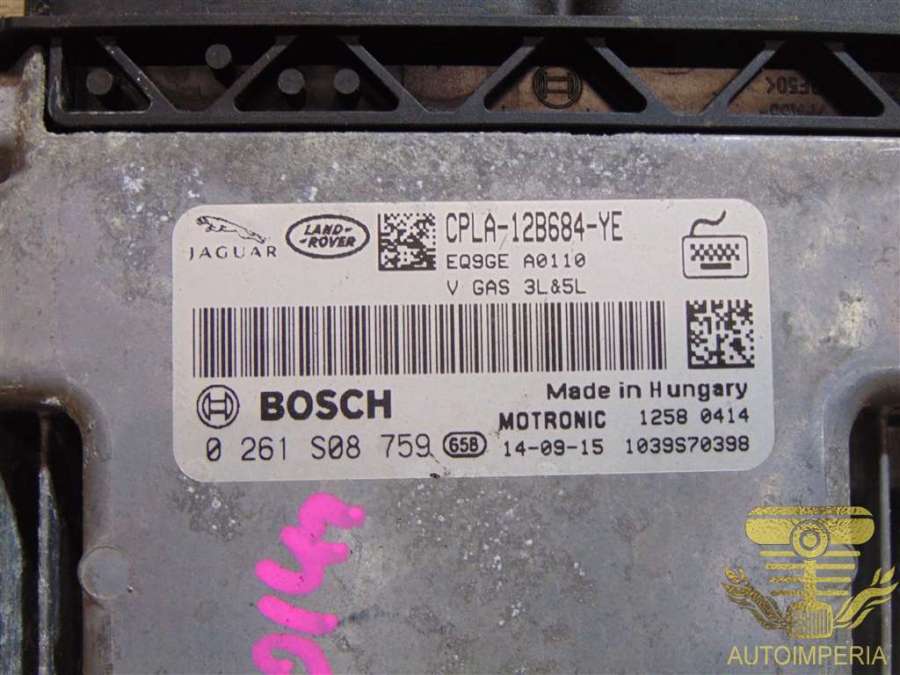 JAGUAR
LAND-
-ROVER
CPLA-12B684-YE
EQ9GE A0110
V GAS 3L&5L
BOSCH
Made in Hungary
MOTRONIC 1258 0414
0 261 S08 759 65B 14-09-15 1039S70398
AUTOIMPERIA